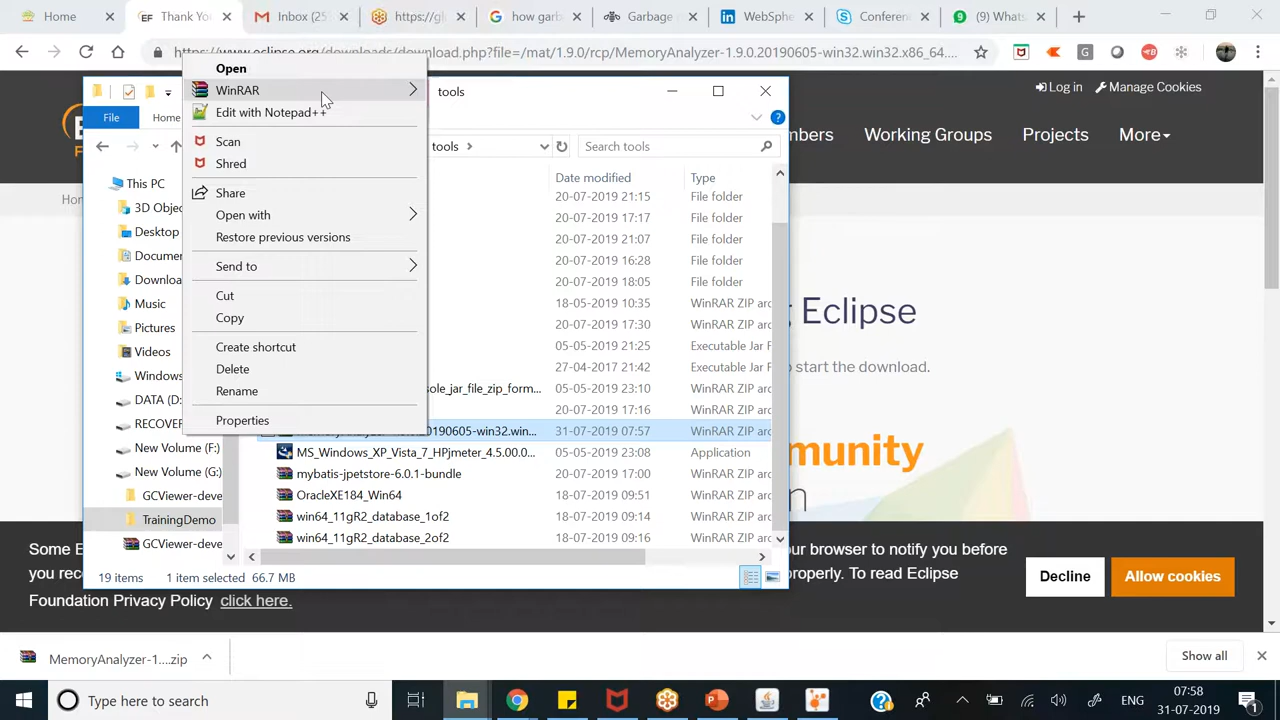 Home
Thank Yo
Inbox (25
https://gl
how garb
Garbage
WebSphe
Conferen
(9) Whats
https://www.eclipse.org/downloads/download.php?file=/mat/1.9.0/rcp/MemoryAnalyzer-1.9.0.20190605-win32.win32.x86_64....
Log in
Manage Cookies
mbers
Working Groups
Projects
More
tools
File
Home
tools
Search tools
Open
WinRAR
Edit with Notepad++
Scan
Shred
Share
Open with
Restore previous versions
Send to
Cut
Copy
Create shortcut
Delete
Rename
Properties
This PC
3D Objec
Desktop
Documen
Downloa
Music
Pictures
Videos
Windows
DATA (D:
RECOVER
New Volume (F:)
New Volume (G:)
GCViewer-deve
TrainingDemo
GCViewer-deve
Date modified
Type
20-07-2019 21:15 File folder
20-07-2019 17:17 File folder
20-07-2019 21:07 File folder
20-07-2019 16:28 File folder
20-07-2019 18:05 File folder
18-05-2019 10:35 WinRAR ZIP arc
20-07-2019 17:30 WinRAR ZIP arc
05-05-2019 21:25 Executable Jar F
27-04-2017 21:42 Executable Jar F
ole_jar_file_zip_form... 05-05-2019 23:10 WinRAR ZIP arc
20-07-2019 17:16 WinRAR ZIP arc
20190605-win32.win... 31-07-2019 07:57 WinRAR ZIP arc
MS_Windows_XP_Vista_7_HPjmeter_4.5.00.0... 05-05-2019 23:08 Application
mybatis-jpetstore-6.0.1-bundle 20-07-2019 17:00 WinRAR ZIP arc
OracleXE184_Win64 18-07-2019 09:51 WinRAR ZIP arc
win64_11gR2_database_1of2 18-07-2019 09:14 WinRAR ZIP arc
win64_11gR2_database_2of2 18-07-2019 09:16 WinRAR ZIP arc
19 items 1 item selected 66.7 MB
Hor
g Eclipse
to start the download.
munity
n
Some E
our browser to notify you before
you reco
properly. To read Eclipse
Foundation Privacy Policy click here.
Decline
Allow cookies
MemoryAnalyzer-1....zip
Show all
Type here to search
ENG
07:58
31-07-2019
1